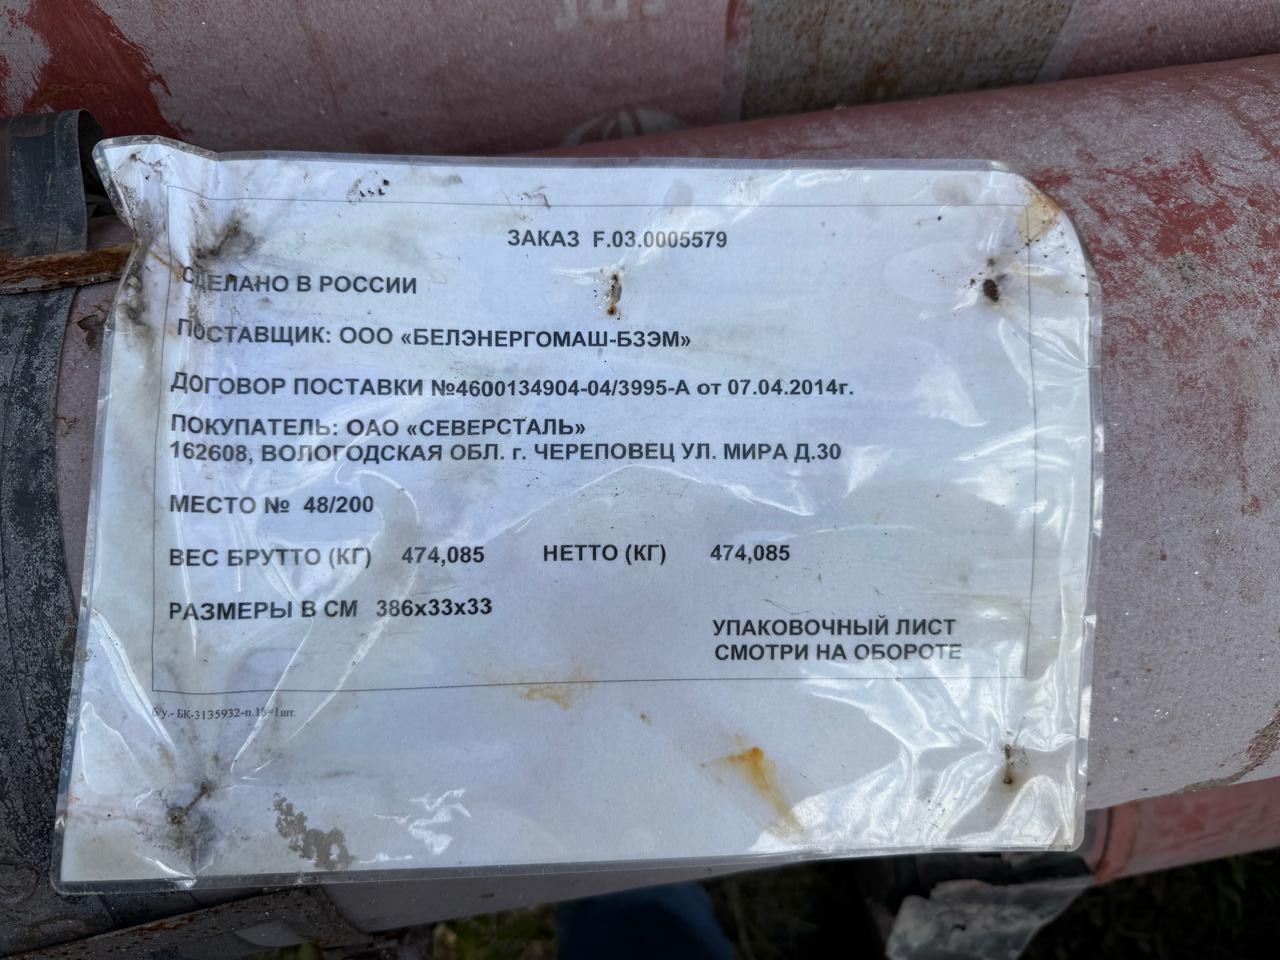 ЗАКАЗ F.03.0005579
СДЕЛАНО В РОССИИ
ПОСТАВЩИК: ООО «БЕЛЭНЕРГОМАШ-БЗЭМ»
ДОГОВОР ПОСТАВКИ №4600134904-04/3995-А от 07.04.2014г.
ПОКУПАТЕЛЬ: ОАО «СЕВЕРСТАЛЬ»
162608, ВОЛОГОДСКАЯ ОБЛ. г. ЧЕРЕПОВЕЦ УЛ. МИРА Д.30
МЕСТО № 48/200
ВЕС БРУТТО (КГ) 474,085 НЕТТО (КГ) 474,085
РАЗМЕРЫ В СМ 386х33х33
УПАКОВОЧНЫЙ ЛИСТ
СМОТРИ НА ОБОРОТЕ
БК-3135932-п.